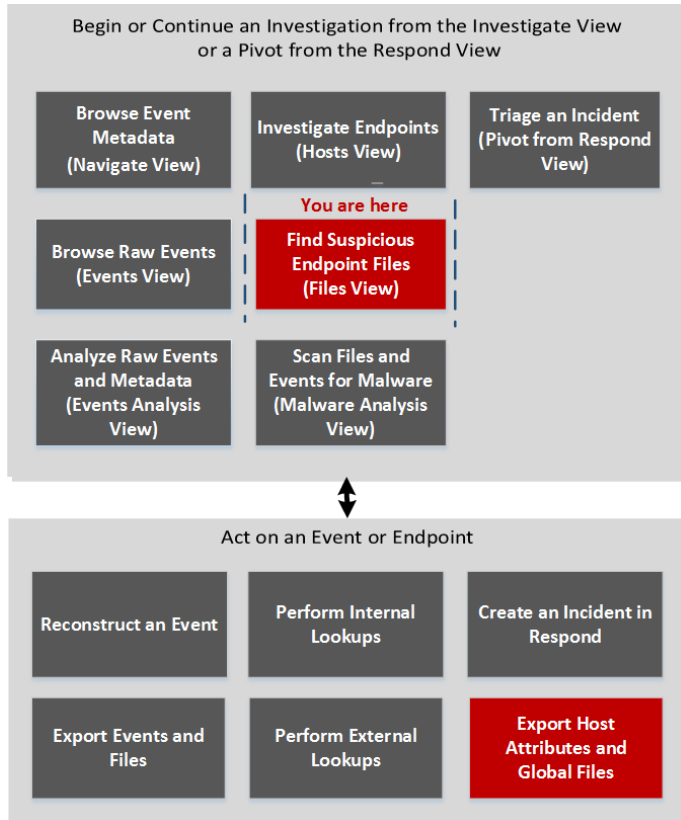 Begin or Continue an Investigation from the Investigate View
or a Pivot from the Respond View
Browse Event
Metadata
(Navigate View)
Investigate Endpoints
(Hosts View)
Triage an Incident
(Pivot from Respond
View)
You are here
Browse Raw Events
(Events View)
Find Suspicious
Endpoint Files
(Files View)
Analyze Raw Events
and Metadata
(Events Analysis
View)
Scan Files and
Events for Malware
(Malware Analysis
View)
Act on an Event or Endpoint
Reconstruct an Event
Perform Internal
Lookups
Create an Incident in
Respond
Export Events and
Files
Perform External
Lookups
Export Host
Attributes and
Global Files